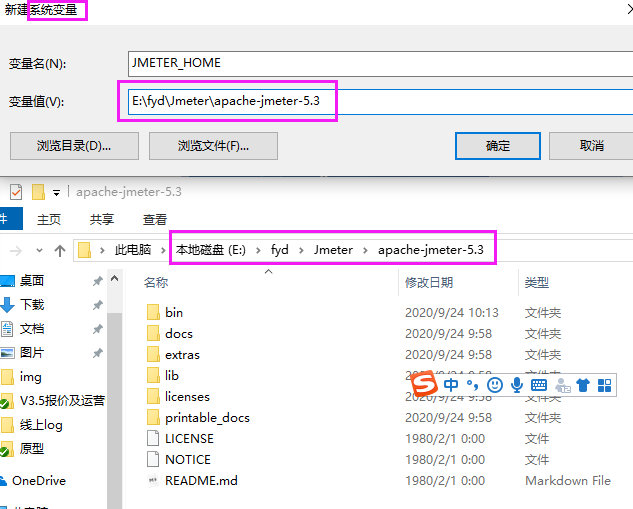 新建系统变量
变量名(N):
JMETER_HOME
变量值(V):
E:\fyd\Jmeter\apache-jmeter-5.3
浏览目录(D)...
浏览文件(F)...
确定
取消
apache-jmeter-5.3
件
主页
共享
查看
此电脑 > 本地磁盘 (E:) > fyd > Jmeter > apache-jmeter-5.3
名称 修改日期 类型
桌面
下载
文档
图片
img
V3.5报价及运营
线上log
原型
OneDrive
bin 2020/9/24 10:13 文件夹
docs 2020/9/24 9:58 文件夹
extras 2020/9/24 9:58 文件夹
lib 文件夹
licenses 2020/9/24 9:58 文件夹
printable_docs 2020/9/24 9:58 文件夹
LICENSE 1980/2/1 0:00 文件
NOTICE 1980/2/1 0:00 文件
README.md 1980/2/1 0:00 Markdown File
S 中